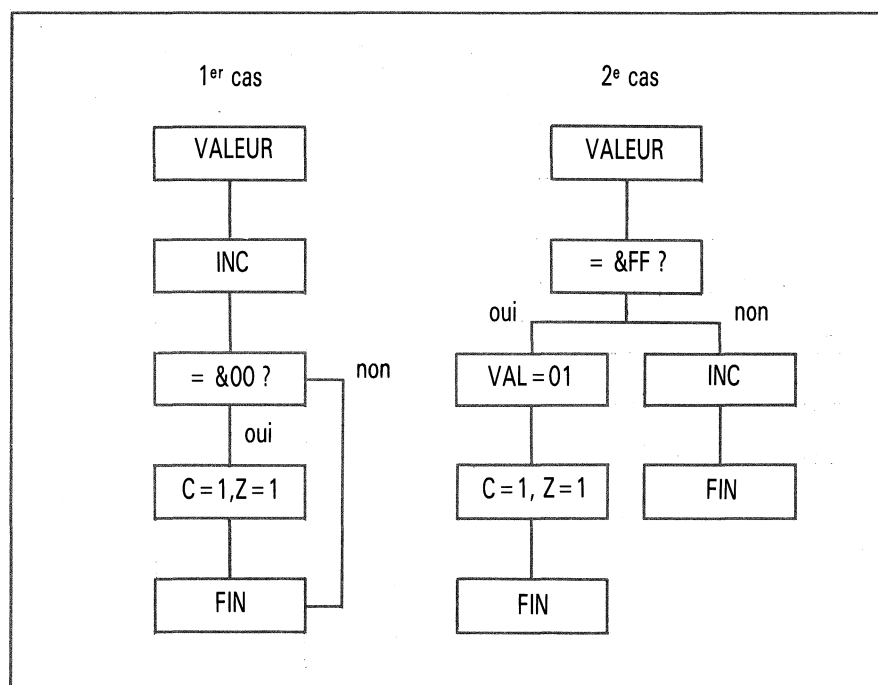 1er cas
VALEUR
INC
= &00 ?
non
oui
C=1,Z=1
FIN
2e cas
VALEUR
= &FF ?
oui
non
VAL=01
INC
C=1, Z=1
FIN
FIN